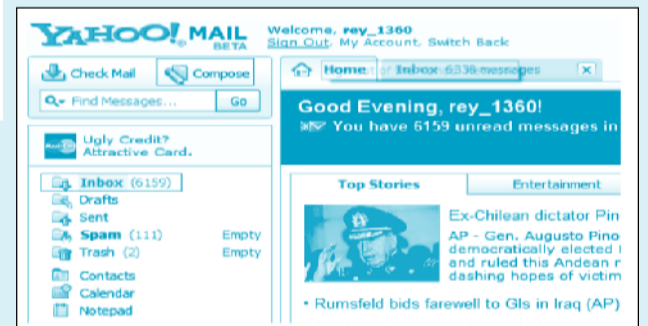 YAHOO! MAIL
BETA
Welcome, rey_1360
Sign Out, My Account, Switch Back
Check Mail Compose
Find Messages... Go
Home of Inbox 6338 messages
Good Evening, rey_1360!
You have 6159 unread messages in
Ugly Credit?
Attractive Card.
Inbox (6159)
Drafts
Sent
Spam (111) Empty
Trash (2) Empty
Contacts
Calendar
Notepad
Top Stories Entertainment
Ex-Chilean dictator Pin
AP - Gen. Augusto Pino
democratically elected
and ruled this Andean
dashing hopes of victim
• Rumsfeld bids farewell to GIs in Iraq (AP)